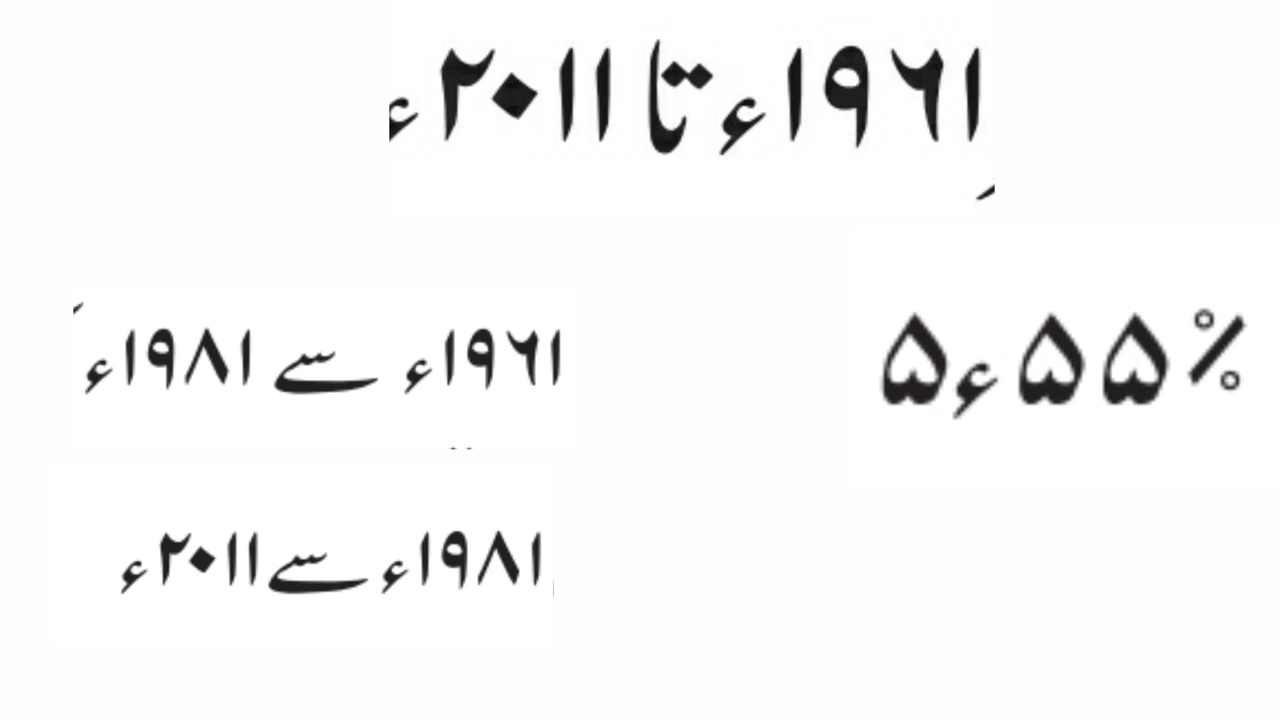 ۱۹۶۱ء تا ۲۰۱۱ء
۵ء۵۵%
۱۹۶۱ء سے ۱۹۸۱ء
۱۹۸۱ء سے ۲۰۱۱ء